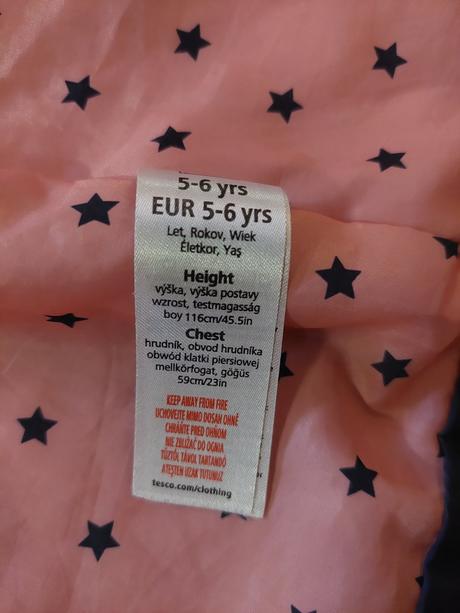 5-6 yrs
EUR 5-6 yrs
Let, Rokov, Wiek
Életkor, Yaş
Height
výška, výška postavy
wzrost, testmagasság
boy 116cm/45.5in
Chest
hrudník, obvod hrudníka
obwód klatki piersiowej
mellkőrfogat, göğüs
59cm/23in
KEEP AWAY FROM FIRE
UCHOVEJTE MIMO DOSAH OHNĚ
CHRÁŇTE PRED OHŇOM
NIE ZBLIŻAĆ DO OGNIA
TŰZTŐL TÁVOL TARTANDÓ
ATEŞTEN UZAK TUTUNUZ
tesco.com/clothing